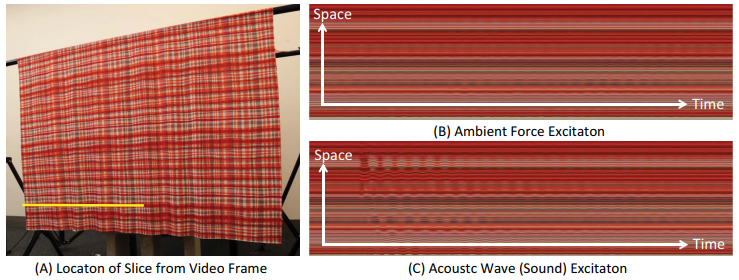 Space
Time
(B) Ambient Force Excitaton
Space
Time
(A) Locaton of Slice from Video Frame
(C) Acoustc Wave (Sound) Excitaton